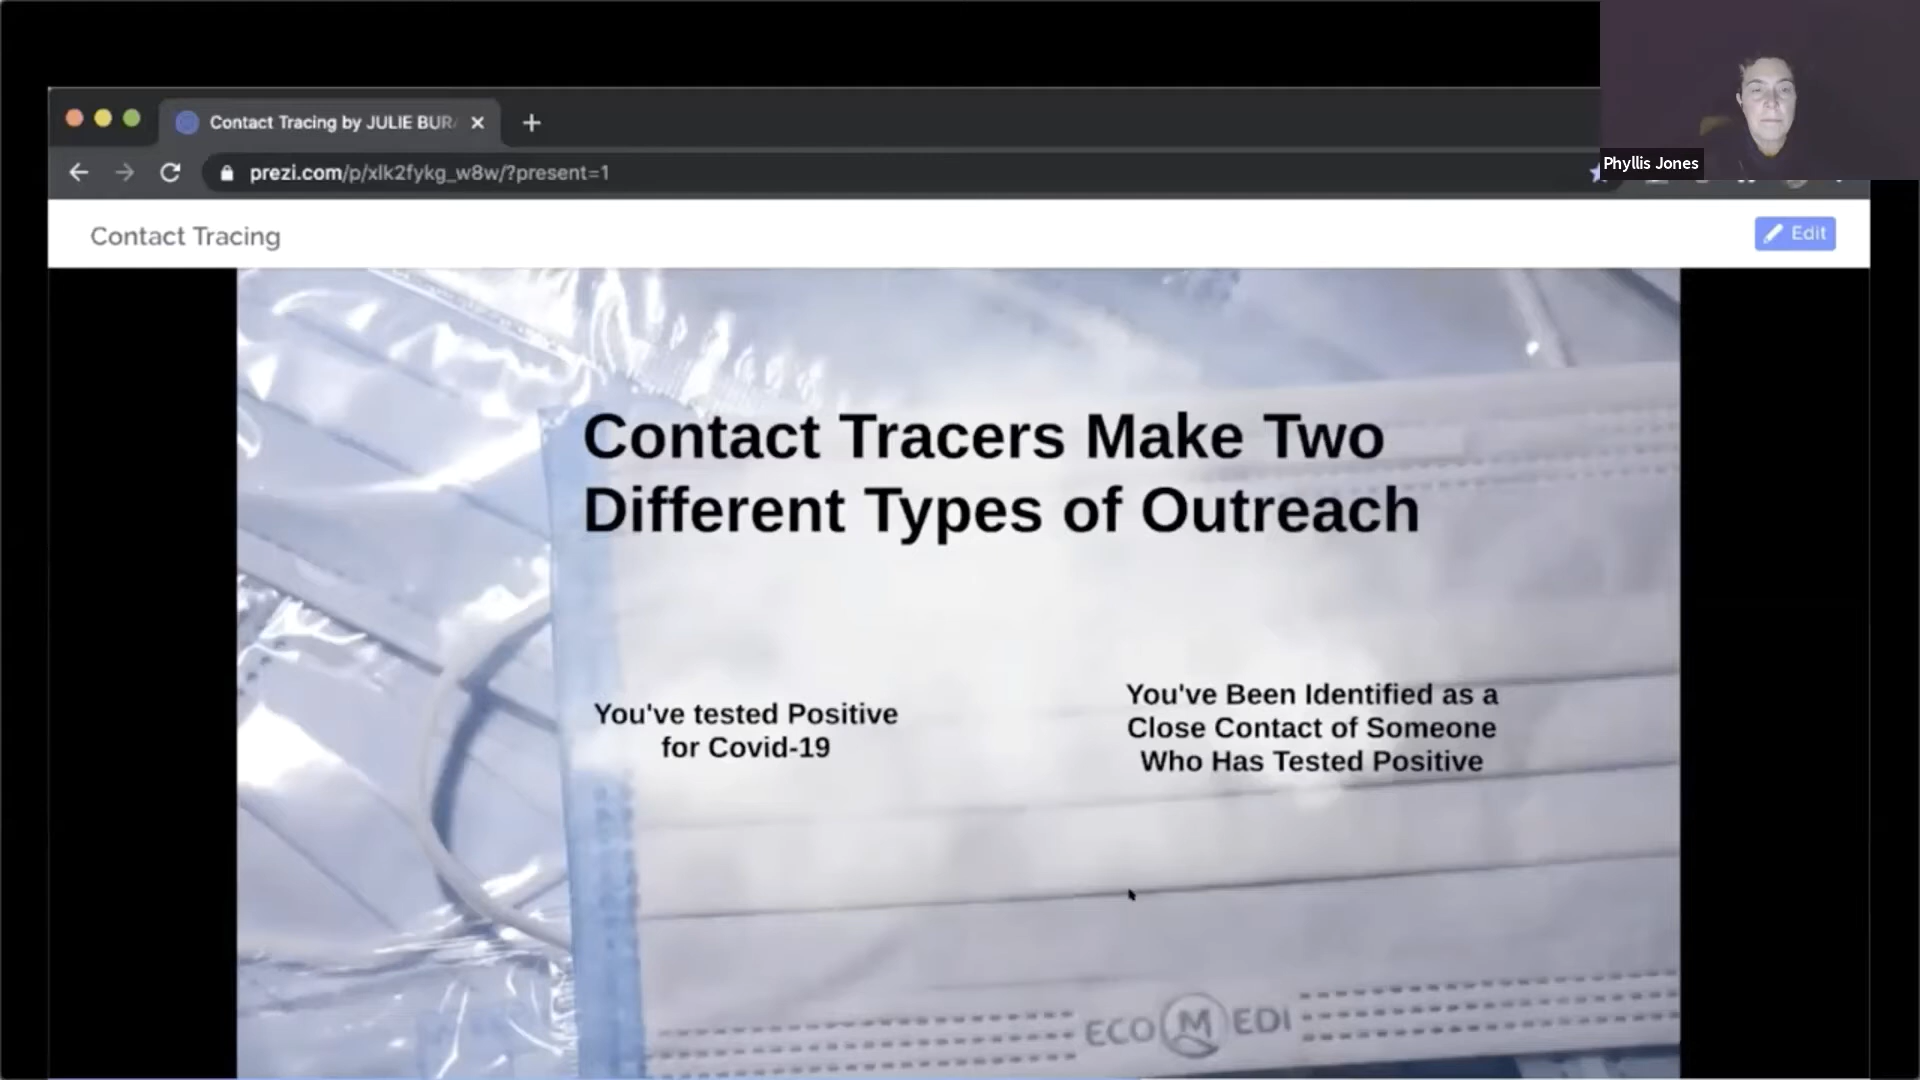 Contact Tracing by JULIE BUR
prezi.com/p/xlk2fykg_w8w/?present=1
Phyllis Jones
Contact Tracing
Edit
Contact Tracers Make Two
Different Types of Outreach
You've tested Positive
for Covid-19
You've Been Identified as a
Close Contact of Someone
Who Has Tested Positive
ECOMEDI